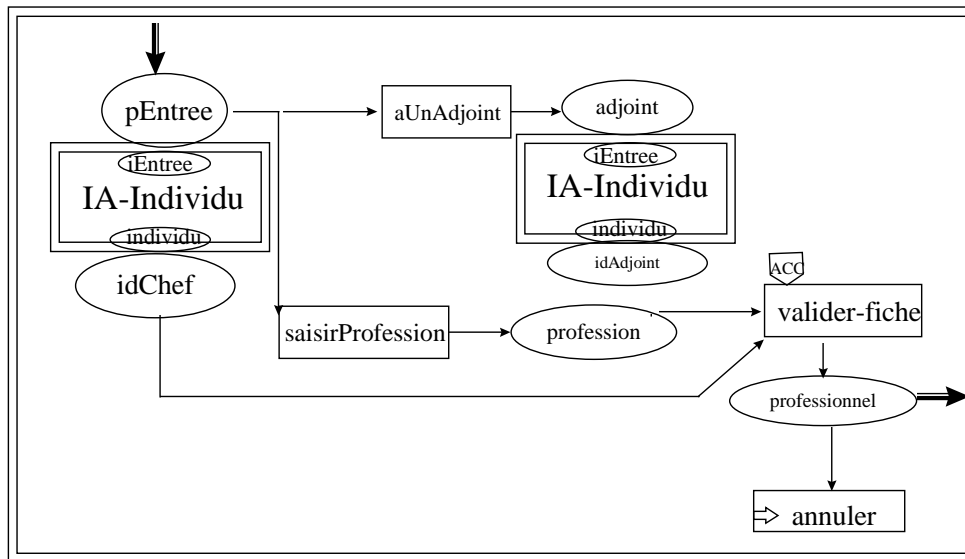 pEntree
aUnAdjoint
adjoint
iEntree
IA-Individu
individu
idChef
iEntree
IA-Individu
individu
idAdjoint
ACC
saisirProfession
profession
valider-fiche
professionnel
annuler